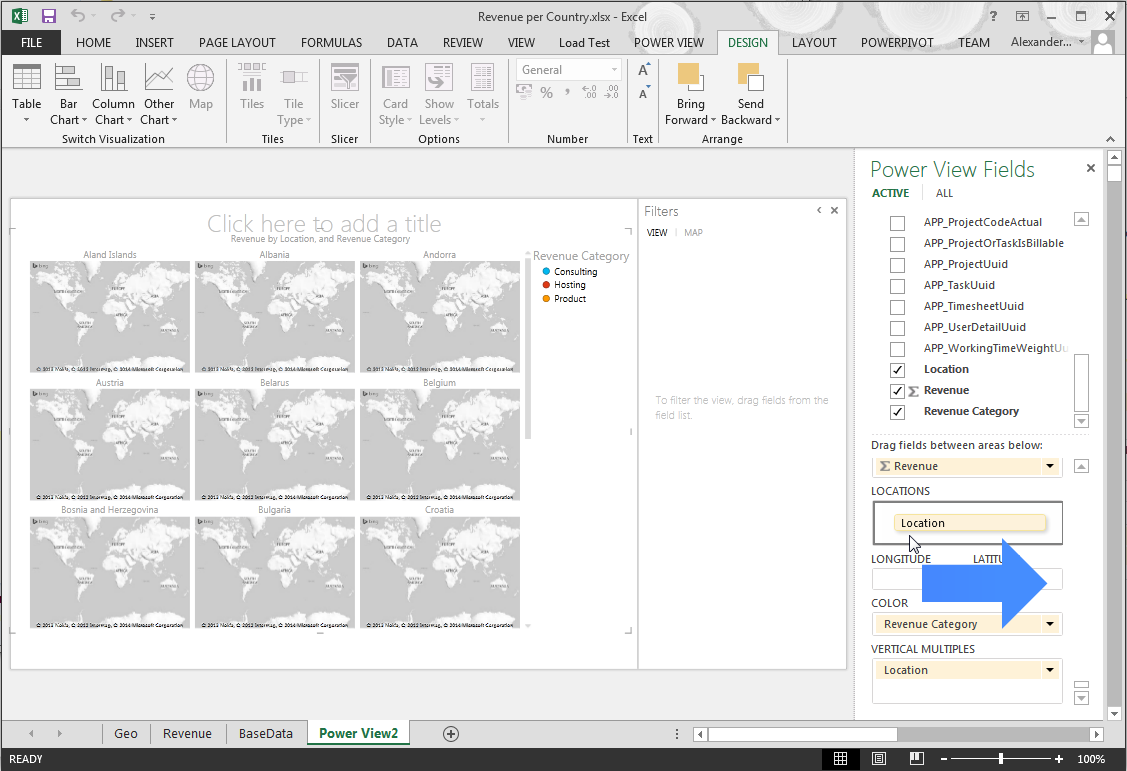 Revenue per Country.xlsx - Excel
FILE HOME INSERT PAGE LAYOUT FORMULAS DATA REVIEW VIEW Load Test POWER VIEW DESIGN LAYOUT POWERPIVOT TEAM Alexander...
General
Table Bar Chart Column Chart Other Chart Map Tiles Tile Type Slicer Card Style Show Levels Totals Bring Forward Send Backward
Switch Visualization Tiles Slicer Options Number Text Arrange
Power View Fields
ACTIVE ALL
Click here to add a title
Revenue by Location, and Revenue Category
Aland Islands Albania Andorra
Austria Belarus Belgium
Bosnia and Herzegovina Bulgaria Croatia
Revenue Category
Consulting
Hosting
Product
Filters
VIEW MAP
To filter the view, drag fields from the
field list.
APP_ProjectCodeActual
APP_ProjectOrTaskIsBillable
APP_ProjectUuid
APP_TaskUuid
APP_TimesheetUuid
APP_UserDetailUuid
APP_WorkingTimeWeightUu
Location
Σ Revenue
Revenue Category
Drag fields between areas below:
Σ Revenue
LOCATIONS
Location
LONGITUDE LATITU
COLOR
Revenue Category
VERTICAL MULTIPLES
Location
Geo Revenue BaseData Power View2
READY 100%